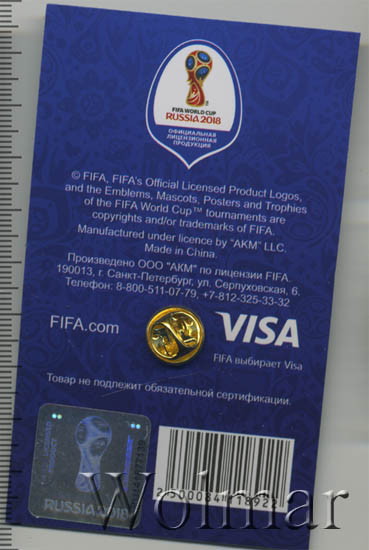 FIFA WORLD CUP
RUSSIA 2018
ОФИЦИАЛЬНАЯ
ЛИЦЕНЗИОННАЯ
ПРОДУКЦИЯ
© FIFA, FIFA's Official Licensed Product Logos,
and the Emblems, Mascots, Posters and Trophies
of the FIFA World Cup™ tournaments are
copyrights and/or trademarks of FIFA.
Manufactured under licence by "AKM" LLC.
Made in China.
Произведено ООО "АКМ" по лицензии FIFA.
190013, г. Санкт-Петербург, ул. Серпуховская, 6.
Телефон: 8-800-511-07-79, +7-812-325-33-32
FIFA.com
VISA
FIFA выбирает Visa
Товар не подлежит обязательной сертификации.
RUSSIA 2018
Wolmar